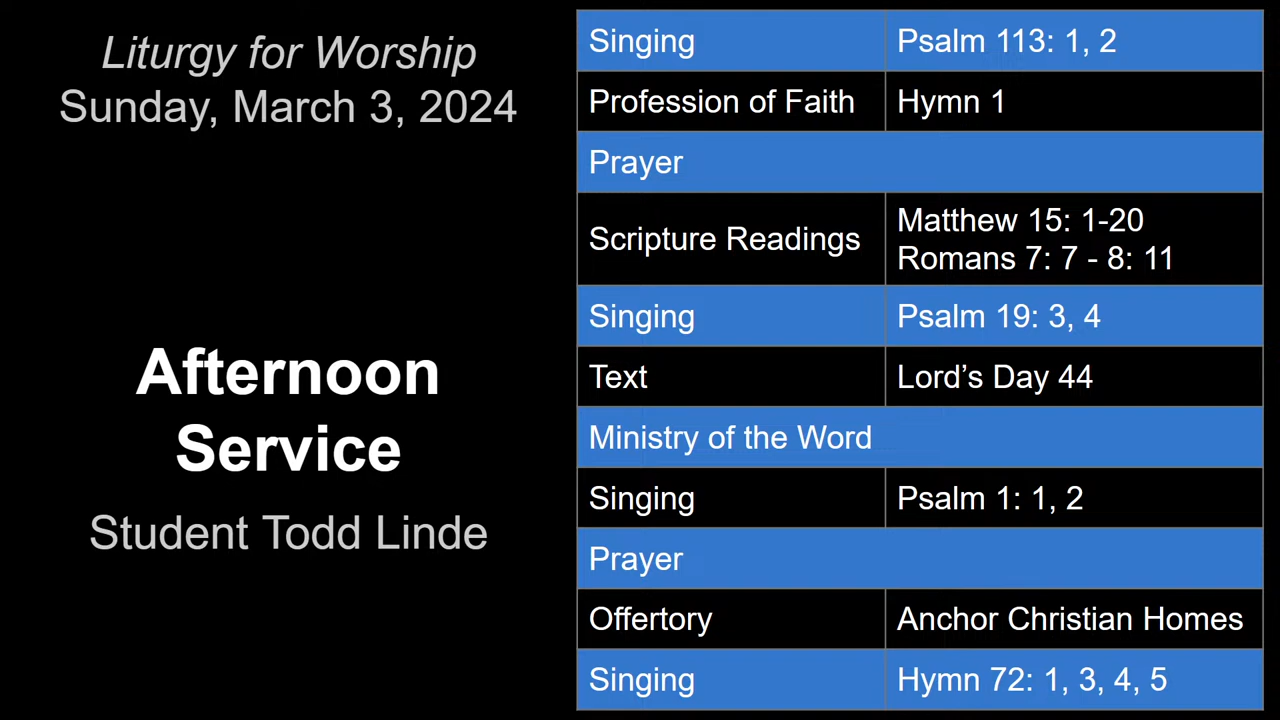 Liturgy for Worship
Sunday, March 3, 2024
Afternoon
Service
Student Todd Linde
Singing Psalm 113: 1, 2
Profession of Faith Hymn 1
Prayer
Scripture Readings Matthew 15: 1-20
Romans 7: 7 - 8: 11
Singing Psalm 19: 3, 4
Text Lord’s Day 44
Ministry of the Word
Singing Psalm 1: 1, 2
Prayer
Offertory Anchor Christian Homes
Singing Hymn 72: 1, 3, 4, 5